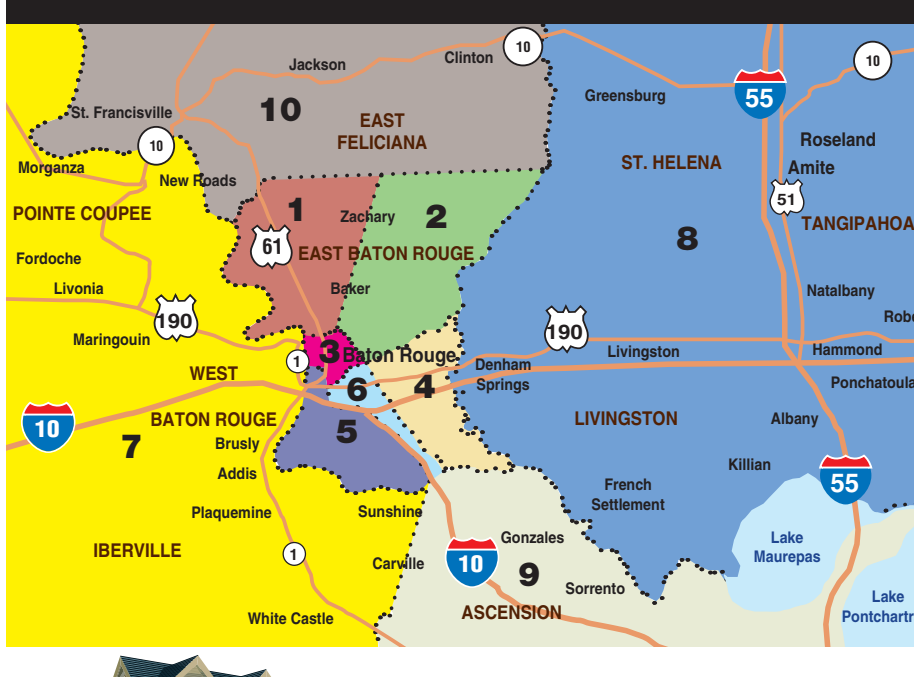 10
Jackson
Clinton
10
10
EAST
FELICIANA
St. Francisville
10
Greensburg
55
Roseland
Amite
ST. HELENA
Morganza
New Roads
51
POINTE COUPEE
1
Zachary
2
TANGIPAHOA
61
EAST BATON ROUGE
8
Fordoche
Livonia
Baker
Natalbany
190
190
Robe
Maringouin
1
3
Baton Rouge
Livingston
Hammond
WEST
BATON ROUGE
6
4
Denham
Springs
Ponchatoula
10
7
5
LIVINGSTON
Albany
Brusly
Addis
Killian
55
Plaquemine
Sunshine
French
Settlement
IBERVILLE
1
Carville
10
Gonzales
9
Lake
Maurepas
Sorrento
ASCENSION
White Castle
Lake
Pontchartr